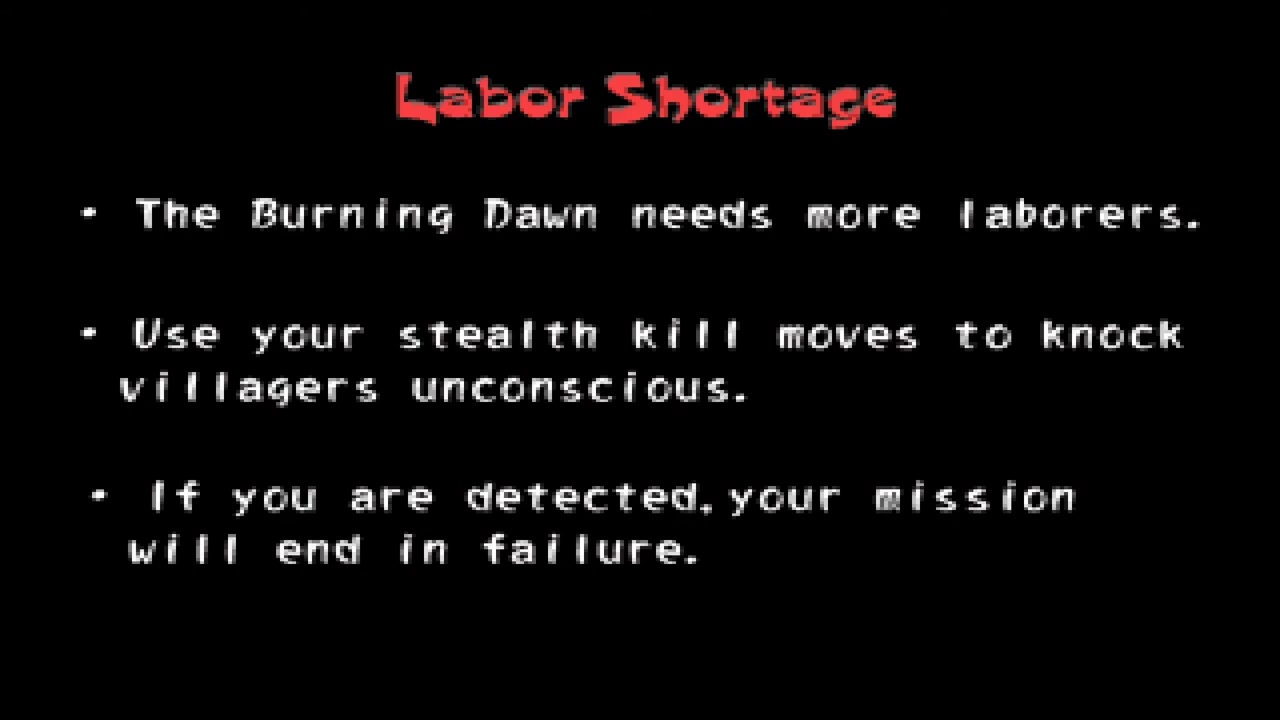 Labor Shortage
• The Burning Dawn needs more laborers.
• Use your stealth kill moves to knock
villagers unconscious.
• If you are detected, your mission
will end in failure.